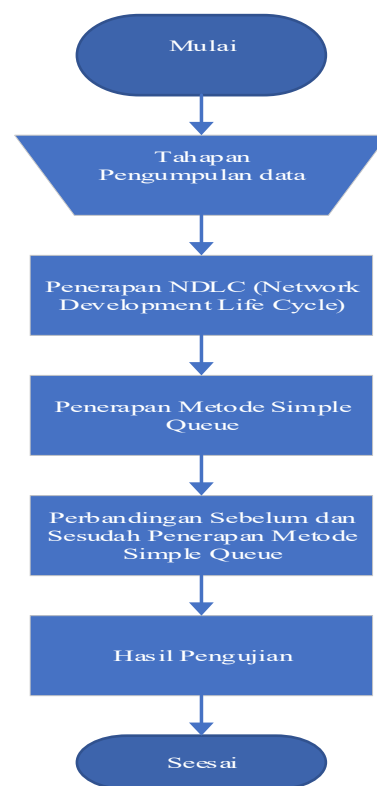 Mulai
Tahapan
Pengumpulan data
Penerapan NDLC (Network
Development Life Cycle)
Penerapan Metode Simple
Queue
Perbandingan Sebelum dan
Sesudah Penerapan Metode
Simple Queue
Hasil Pengujian
Seesai